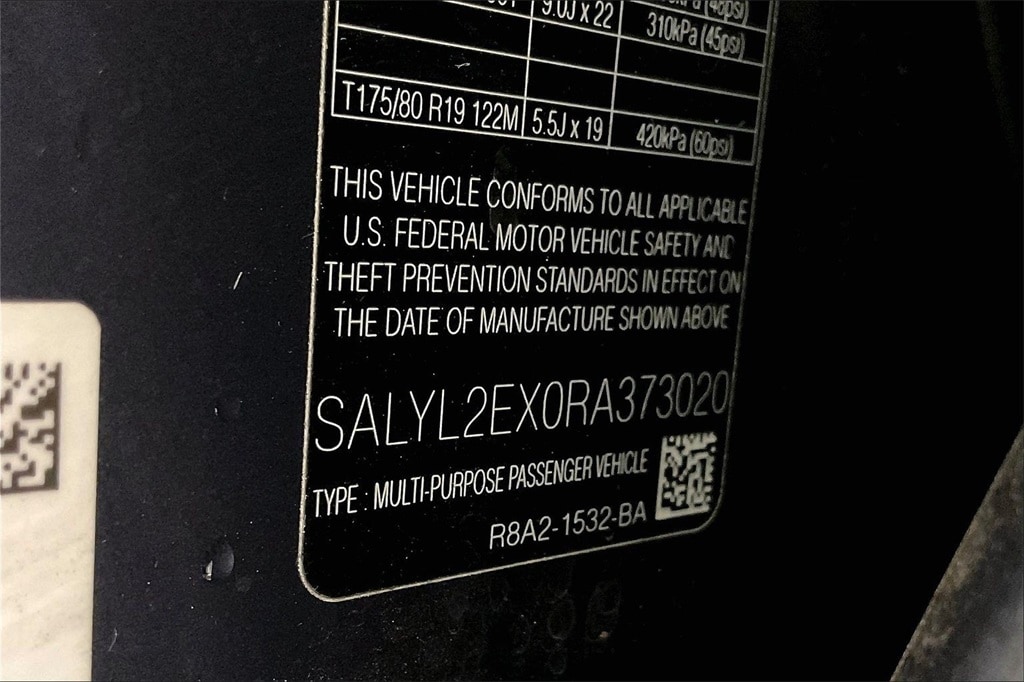 9.0J x 22
310kPa (45psi)
T175/80 R19 122M 5.5J x 19 420kPa (60psi)
THIS VEHICLE CONFORMS TO ALL APPLICABLE
U.S. FEDERAL MOTOR VEHICLE SAFETY AND
THEFT PREVENTION STANDARDS IN EFFECT ON
THE DATE OF MANUFACTURE SHOWN ABOVE
SALYL2EX0RA373020
TYPE : MULTI-PURPOSE PASSENGER VEHICLE
R8A2-1532-BA